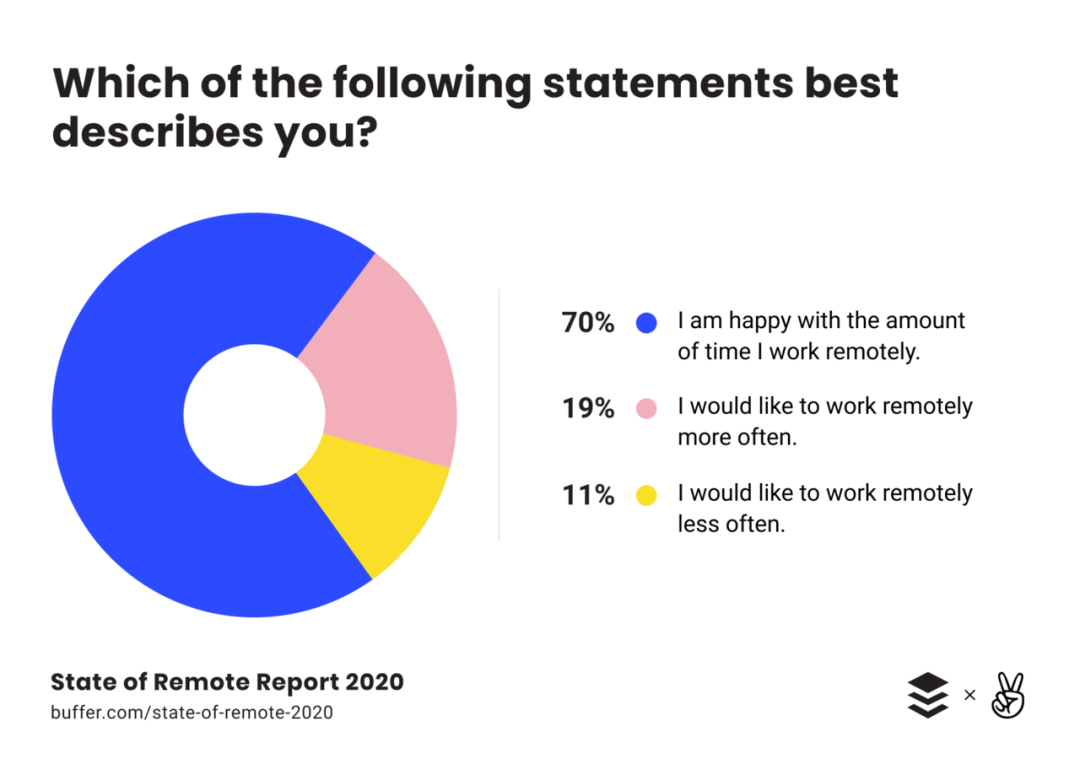 Which of the following statements best
describes you?
70%
I am happy with the amount
of time I work remotely.
19%
I would like to work remotely
more often.
11%
I would like to work remotely
less often.
State of Remote Report 2020
buffer.com/state-of-remote-2020
×